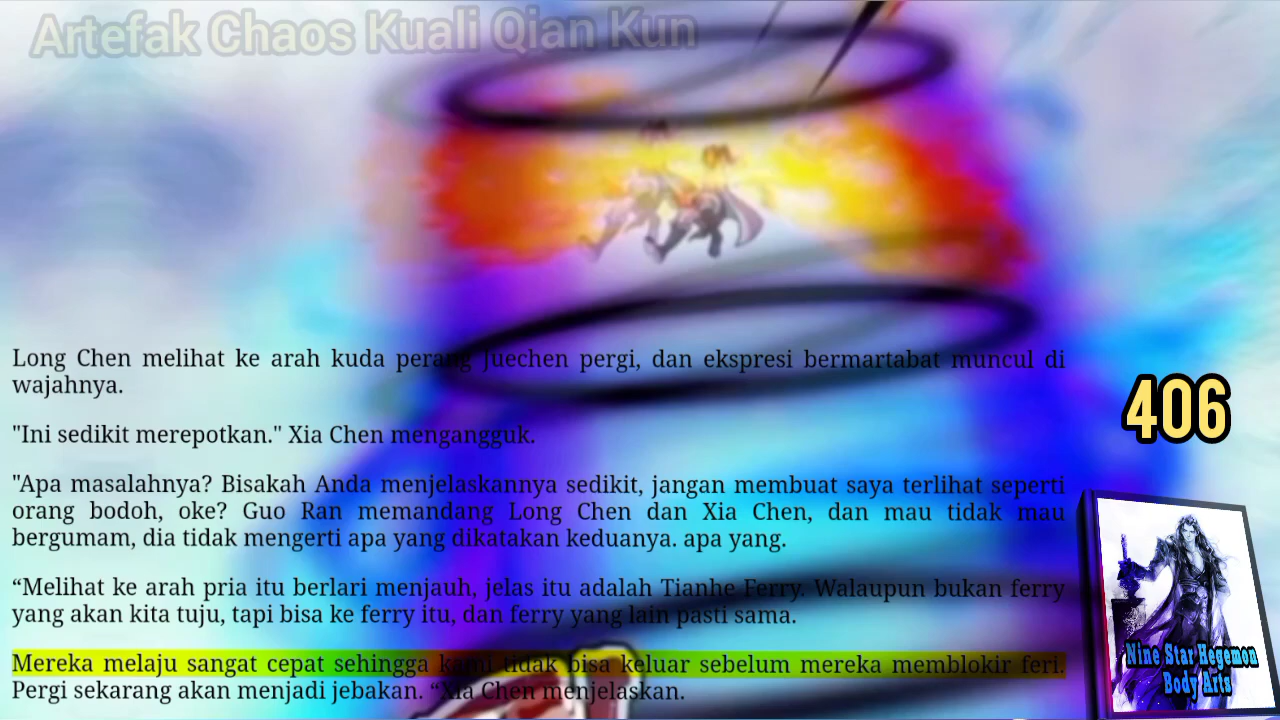 Artefak Chaos Kuali Qian Kun
Long Chen melihat ke arah kuda perang Juechen pergi, dan ekspresi bermartabat muncul di
wajahnya.
"Ini sedikit merepotkan." Xia Chen mengangguk.
"Apa masalahnya? Bisakah Anda menjelaskannya sedikit, jangan membuat saya terlihat seperti
orang bodoh, oke? Guo Ran memandang Long Chen dan Xia Chen, dan mau tidak mau
bergumam, dia tidak mengerti apa yang dikatakan keduanya. apa yang.
“Melihat ke arah pria itu berlari menjauh, jelas itu adalah Tianhe Ferry. Walaupun bukan ferry
yang akan kita tuju, tapi bisa ke ferry itu, dan ferry yang lain pasti sama.
Mereka melaju sangat cepat sehingga kami tidak bisa keluar sebelum mereka memblokir feri.
Pergi sekarang akan menjadi jebakan. “Xia Chen menjelaskan.
406
Nine Star Hegemon
Body Arts